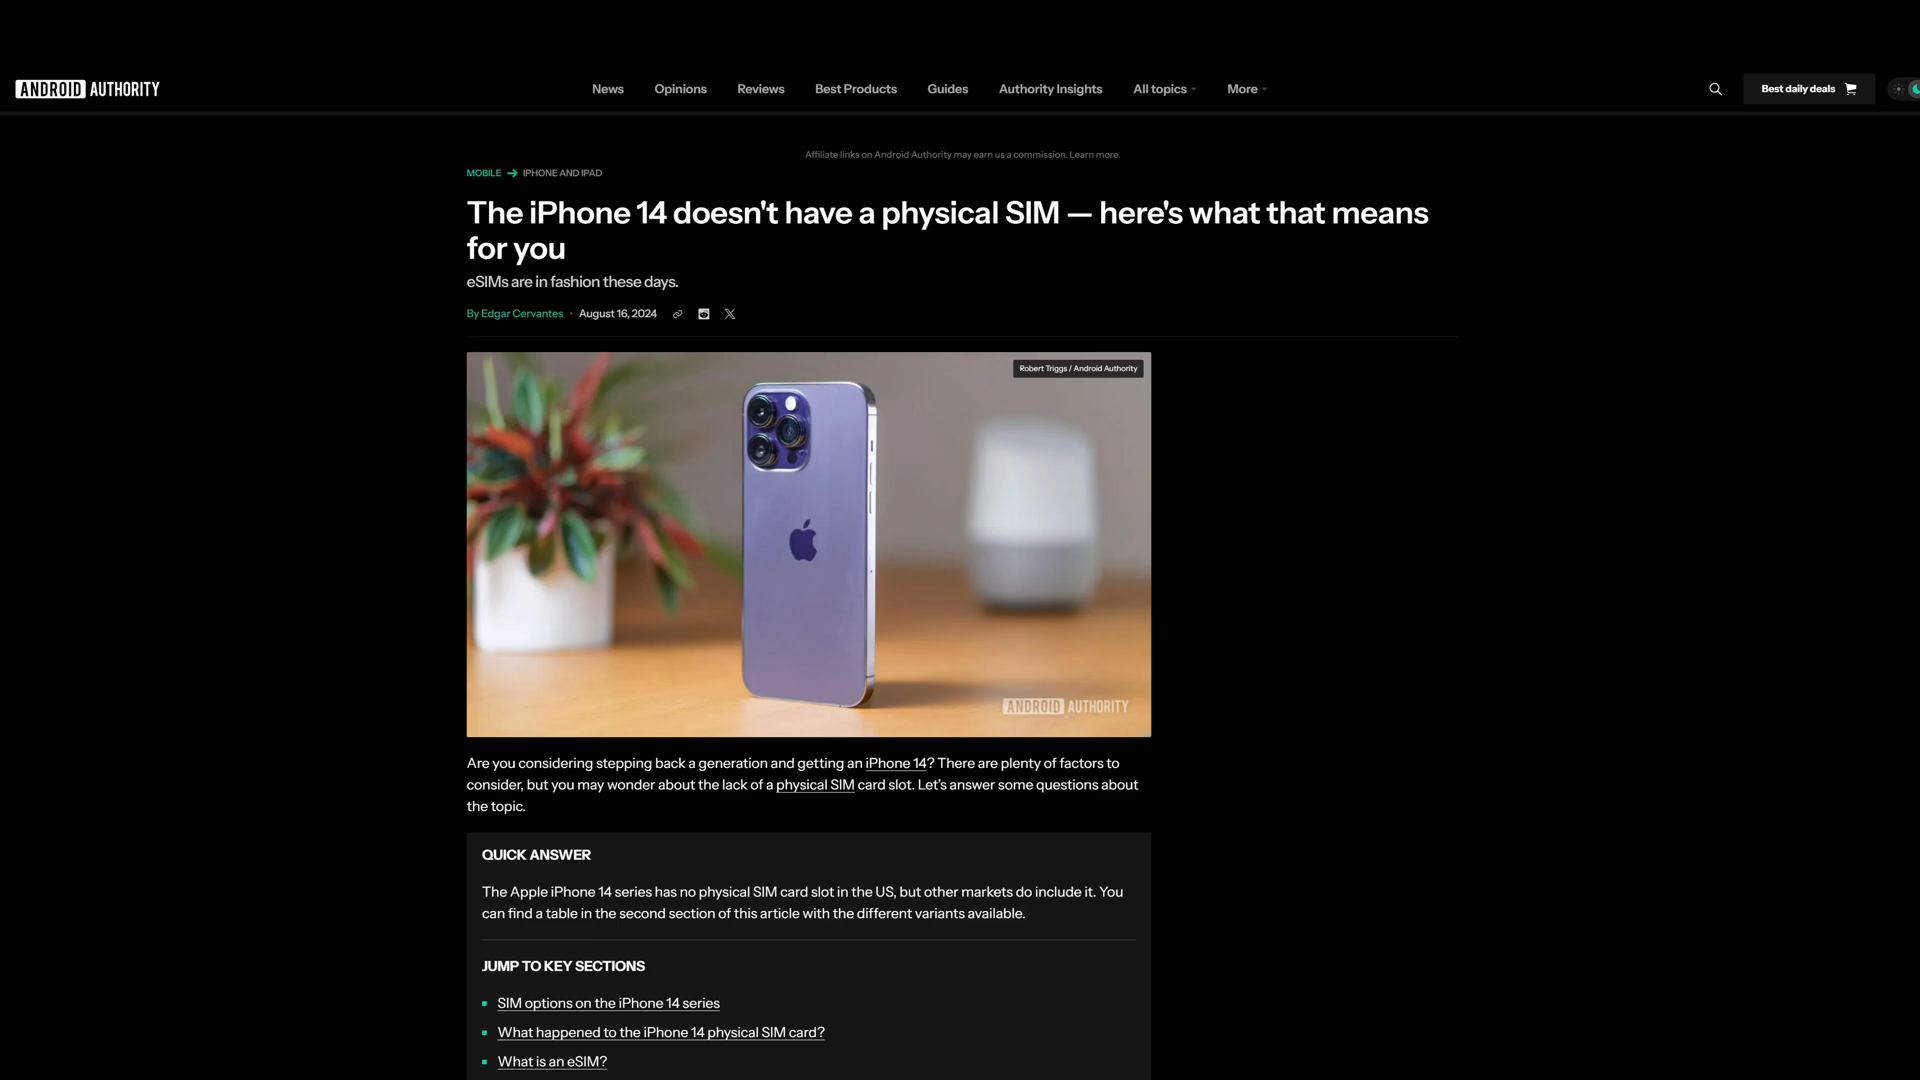 ANDROID AUTHORITY
News Opinions Reviews Best Products Guides Authority Insights All topics More
Best daily deals
Affiliate links on Android Authority may earn us a commission. Learn more.
MOBILE IPHONE AND IPAD
The iPhone 14 doesn't have a physical SIM — here's what that means
for you
eSIMs are in fashion these days.
By Edgar Cervantes · August 16, 2024
Robert Triggs / Android Authority
ANDROID AUTHORITY
Are you considering stepping back a generation and getting an iPhone 14? There are plenty of factors to
consider, but you may wonder about the lack of a physical SIM card slot. Let's answer some questions about
the topic.
QUICK ANSWER
The Apple iPhone 14 series has no physical SIM card slot in the US, but other markets do include it. You
can find a table in the second section of this article with the different variants available.
JUMP TO KEY SECTIONS
SIM options on the iPhone 14 series
What happened to the iPhone 14 physical SIM card?
What is an eSIM?